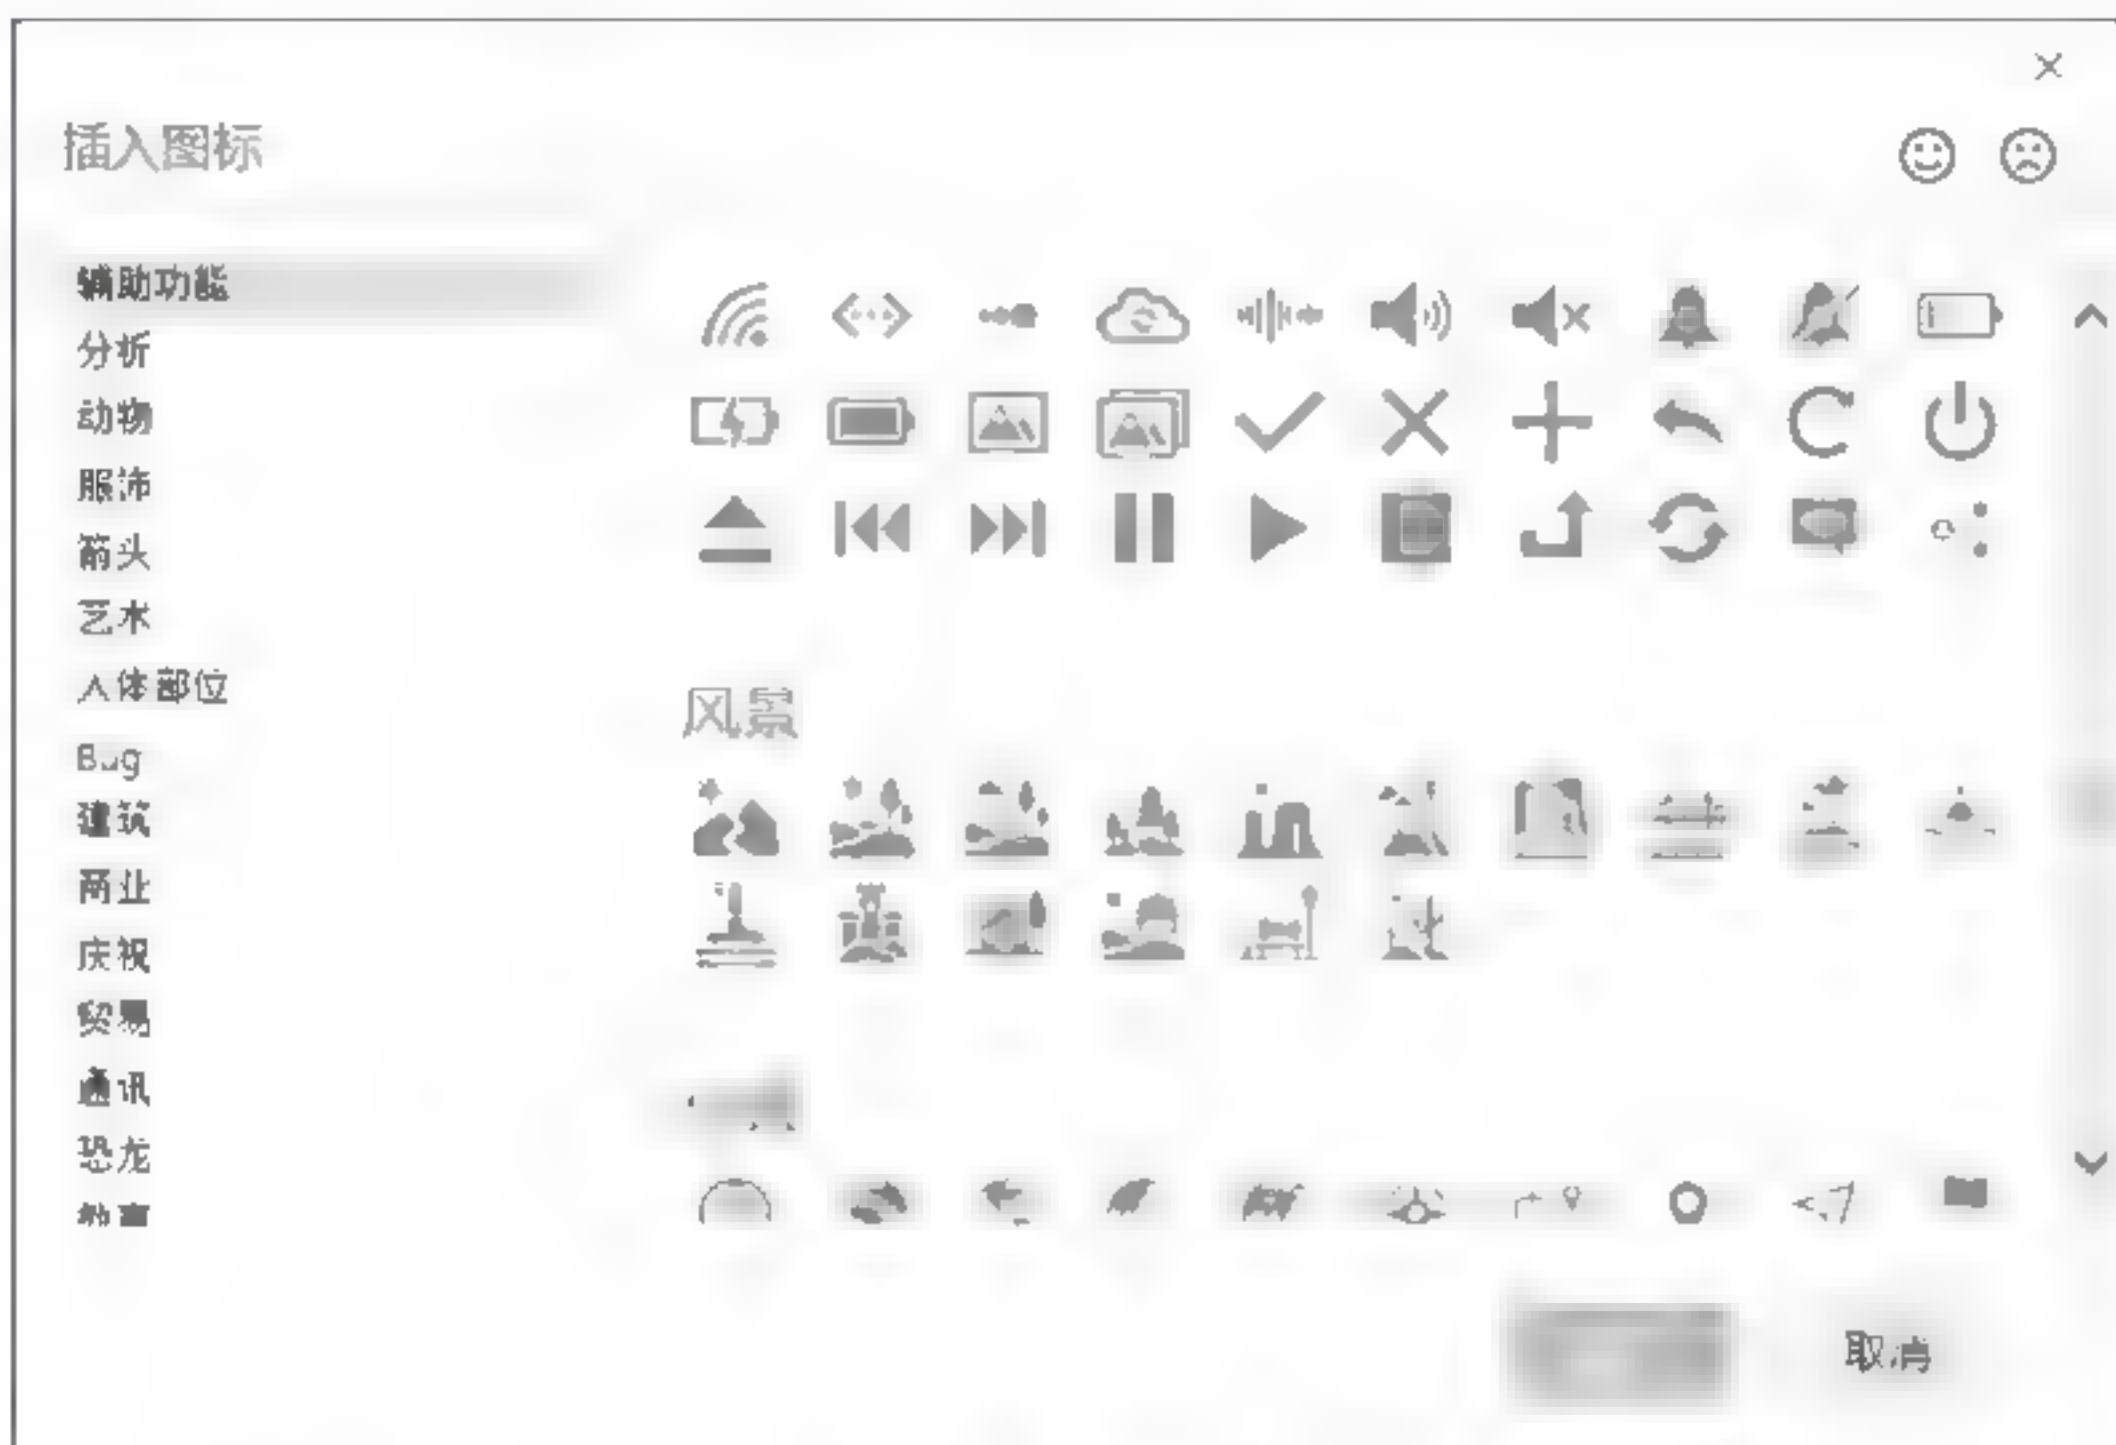 插入图标
辅助功能
分析
动物
服饰
箭头
艺术
人体部位
Bug
建筑
商业
庆祝
贸易
通讯
恐龙
教育
风景
取消